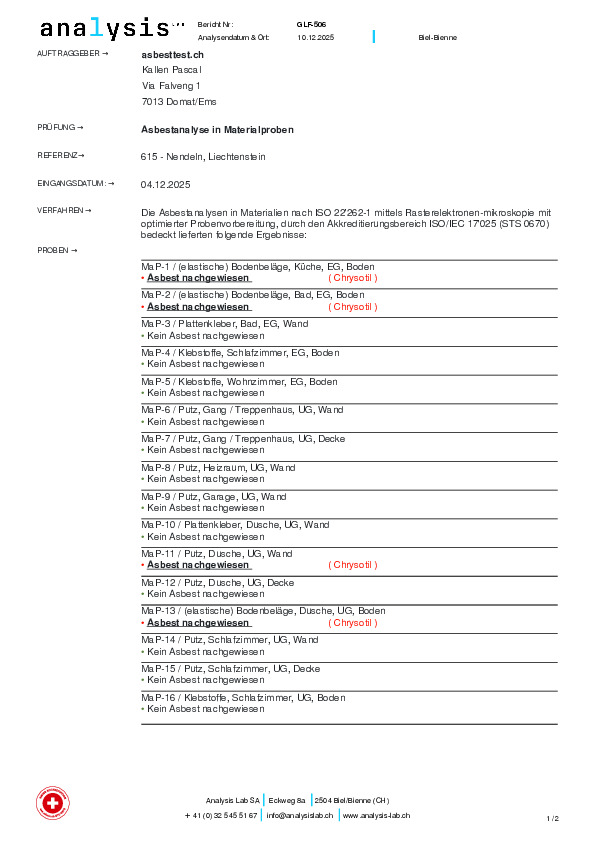 analysis
Bericht Nr: GLF-506
Analysendatum & Ort: 10.12.2025 Biel-Bienne
AUFTRAGGEBER → asbesttest.ch
Kallen Pascal
Via Falveng 1
7013 Domat/Ems
PRÜFUNG → Asbestanalyse in Materialproben
REFERENZ→ 615 - Nendeln, Liechtenstein
EINGANGSDATUM: → 04.12.2025
VERFAHREN → Die Asbestanalysen in Materialien nach ISO 22'262-1 mittels Rasterelektronen-mikroskopie mit
optimierter Probenvorbereitung, durch den Akkreditierungsbereich ISO/IEC 17'025 (STS 0670)
bedeckt lieferten folgende Ergebnisse:
PROBEN →
MaP-1 / (elastische) Bodenbeläge, Küche, EG, Boden
• Asbest nachgewiesen ( Chrysotil )
MaP-2 / (elastische) Bodenbeläge, Bad, EG, Boden
• Asbest nachgewiesen ( Chrysotil )
MaP-3 / Plattenkleber, Bad, EG, Wand
• Kein Asbest nachgewiesen
MaP-4 / Klebstoffe, Schlafzimmer, EG, Boden
• Kein Asbest nachgewiesen
MaP-5 / Klebstoffe, Wohnzimmer, EG, Boden
• Kein Asbest nachgewiesen
MaP-6 / Putz, Gang / Treppenhaus, UG, Wand
• Kein Asbest nachgewiesen
MaP-7 / Putz, Gang / Treppenhaus, UG, Decke
• Kein Asbest nachgewiesen
MaP-8 / Putz, Heizraum, UG, Wand
• Kein Asbest nachgewiesen
MaP-9 / Putz, Garage, UG, Wand
• Kein Asbest nachgewiesen
MaP-10 / Plattenkleber, Dusche, UG, Wand
• Kein Asbest nachgewiesen
MaP-11 / Putz, Dusche, UG, Wand
• Asbest nachgewiesen ( Chrysotil )
MaP-12 / Putz, Dusche, UG, Decke
• Kein Asbest nachgewiesen
MaP-13 / (elastische) Bodenbeläge, Dusche, UG, Boden
• Asbest nachgewiesen ( Chrysotil )
MaP-14 / Putz, Schlafzimmer, UG, Wand
• Kein Asbest nachgewiesen
MaP-15 / Putz, Schlafzimmer, UG, Decke
• Kein Asbest nachgewiesen
MaP-16 / Klebstoffe, Schlafzimmer, UG, Boden
• Kein Asbest nachgewiesen
Analysis Lab SA | Eckweg 8a | 2504 Biel/Bienne (CH)
+ 41 (0) 32 545 51 67 | info@analysislab.ch | www.analysis-lab.ch
1 / 2